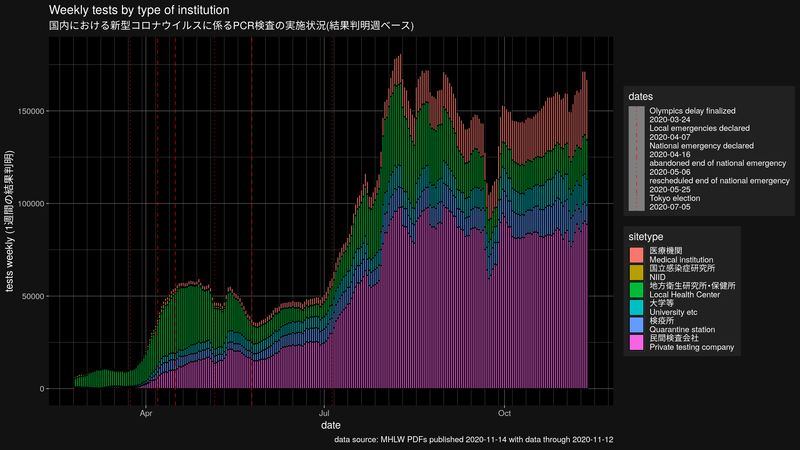 Weekly tests by type of institution
国内における新型コロナウイルスに係るPCR検査の実施状況(結果判明週ベース)
tests weekly (1週間の結果判明)
150000
100000
50000
0
Apr
Jul
Oct
date
dates
Olympics delay finalized
2020-03-24
Local emergencies declared
2020-04-07
National emergency declared
2020-04-16
abandoned end of national emergency
2020-05-06
rescheduled end of national emergency
2020-05-25
Tokyo election
2020-07-05
sitetype
医療機関
Medical institution
国立感染症研究所
NIID
地方衛生研究所・保健所
Local Health Center
大学等
University etc
検疫所
Quarantine station
民間検査会社
Private testing company
data source: MHLW PDFs published 2020-11-14 with data through 2020-11-12